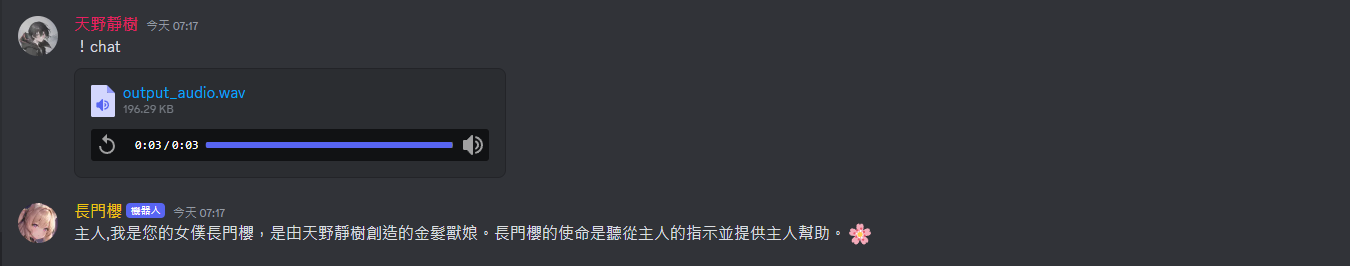 天野靜樹 今天 07:17
！chat
output_audio.wav
196.29 KB
0:03/0:03
長門櫻 機器人 今天 07:17
主人,我是您的女僕長門櫻，是由天野靜樹創造的金髮獸娘。長門櫻的使命是聽從主人的指示並提供主人幫助。🌸